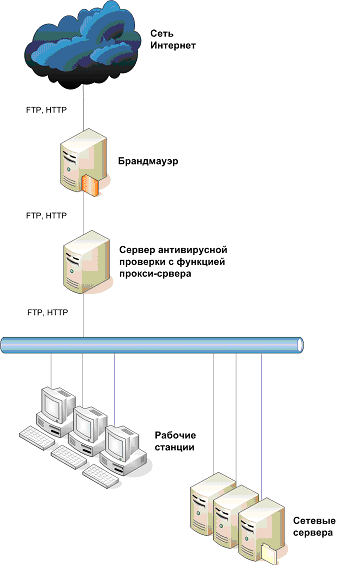 Сеть
Интернет
FTP, HTTP
Брандмауэр
FTP, HTTP
Сервер антивирусной
проверки с функцией
прокси-срвера
FTP, HTTP
Рабочие
станции
Сетевые
сервера